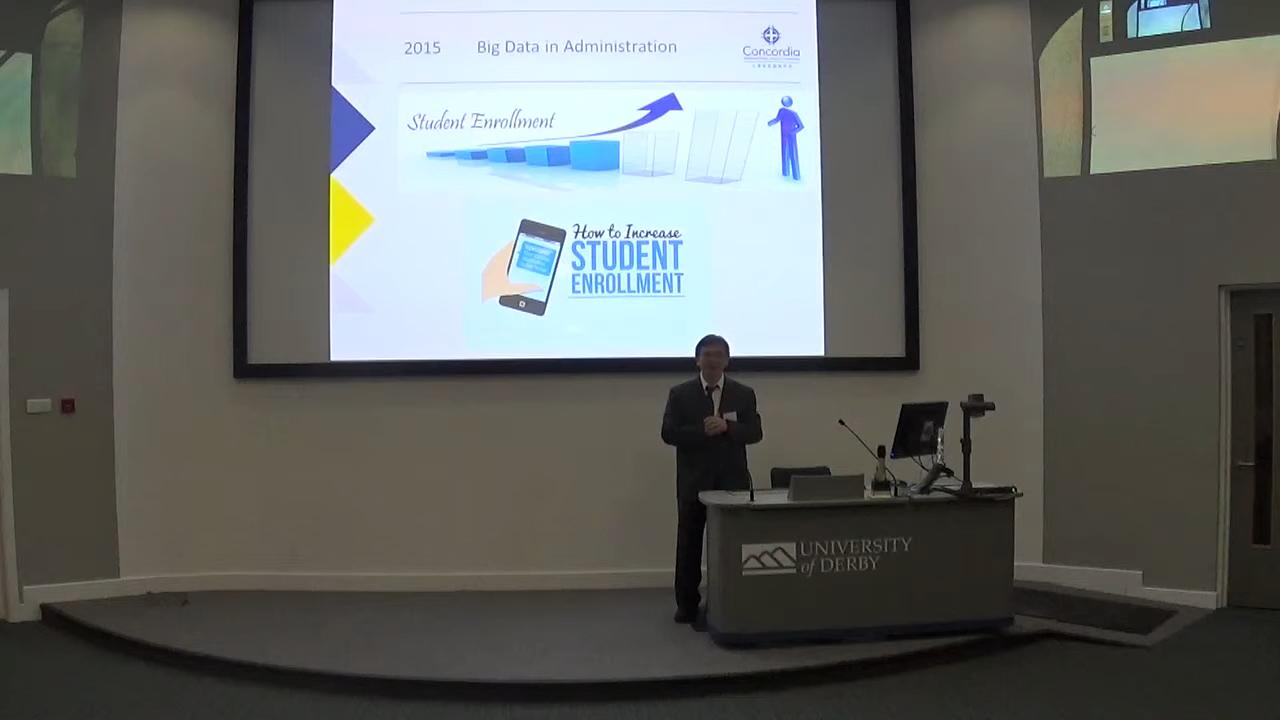 2015 Big Data in Administration
Concordia
Student Enrollment
How to Increase
STUDENT
ENROLLMENT
UNIVERSITY
of DERBY